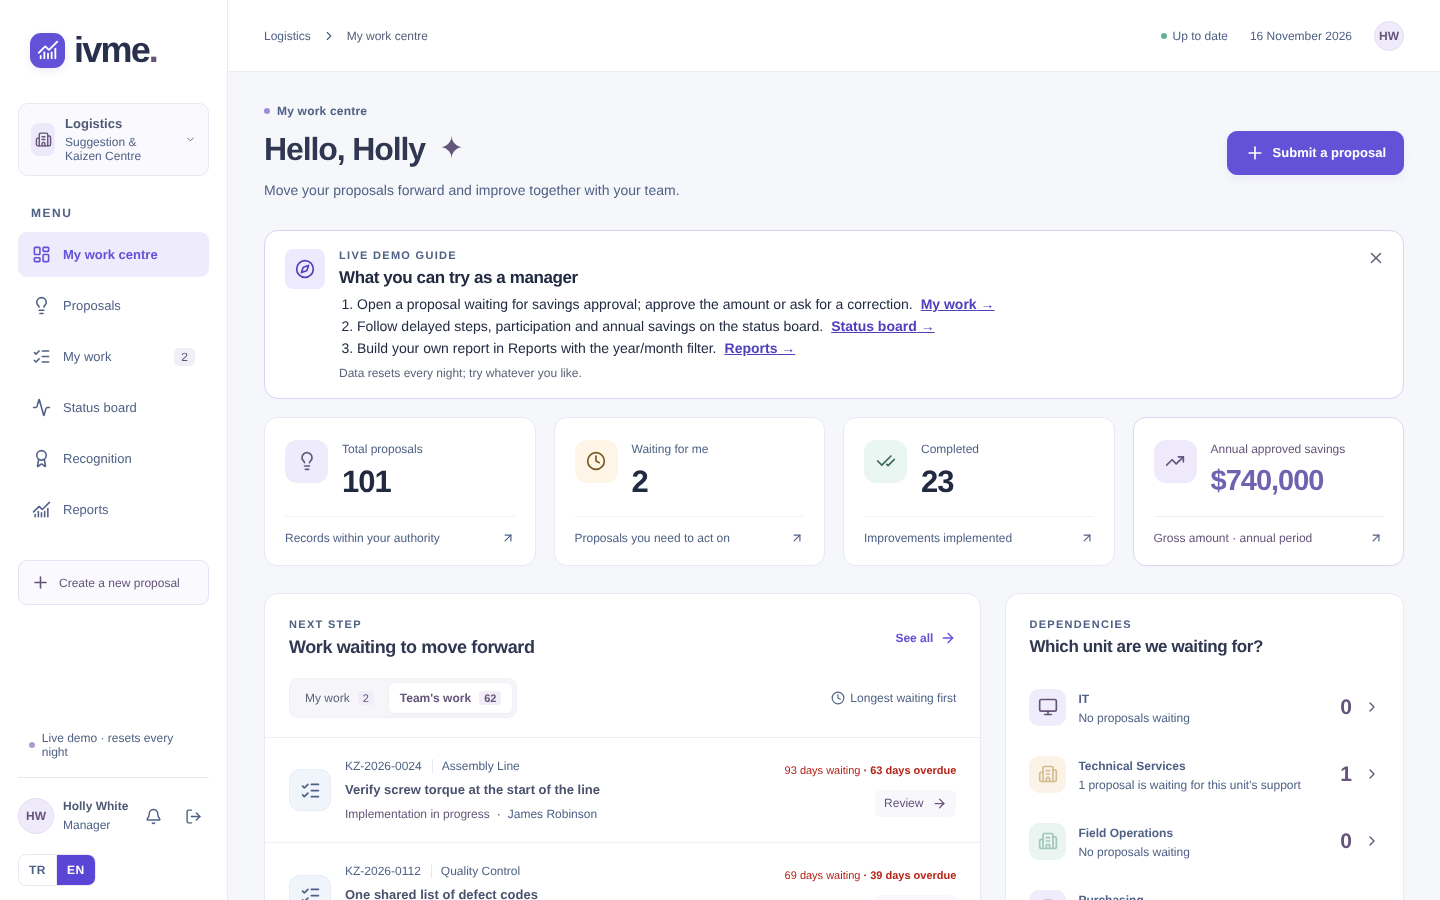 ivme.
Logistics
Suggestion &
Kaizen Centre
MENU
My work centre
Proposals
My work 2
Status board
Recognition
Reports
Create a new proposal
Live demo · resets every
night
HW
Holly White
Manager
TR EN
Logistics My work centre
Up to date 16 November 2026 HW
My work centre
Hello, Holly
Move your proposals forward and improve together with your team.
Submit a proposal
LIVE DEMO GUIDE
What you can try as a manager
1. Open a proposal waiting for savings approval; approve the amount or ask for a correction. My work →
2. Follow delayed steps, participation and annual savings on the status board. Status board →
3. Build your own report in Reports with the year/month filter. Reports →
Data resets every night; try whatever you like.
Total proposals
101
Records within your authority
Waiting for me
2
Proposals you need to act on
Completed
23
Improvements implemented
Annual approved savings
$740,000
Gross amount · annual period
NEXT STEP
Work waiting to move forward
See all
My work 2 Team's work 62
Longest waiting first
KZ-2026-0024 Assembly Line
Verify screw torque at the start of the line
Implementation in progress · James Robinson
93 days waiting · 63 days overdue
Review
KZ-2026-0112 Quality Control
One shared list of defect codes
69 days waiting · 39 days overdue
DEPENDENCIES
Which unit are we waiting for?
IT
No proposals waiting
0
Technical Services
1 proposal is waiting for this unit's support
1
Field Operations
No proposals waiting
0
Purchasing